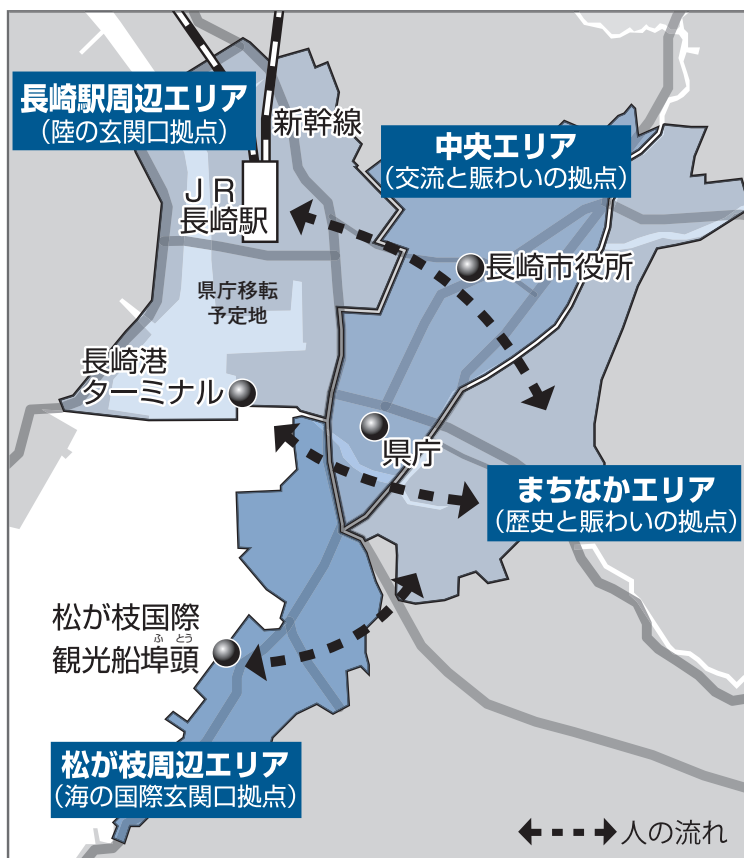 長崎駅周辺エリア
（陸の玄関口拠点）
新幹線
中央エリア
（交流と賑わいの拠点）
ＪＲ
長崎駅
長崎市役所
県庁移転
予定地
長崎港
ターミナル
県庁
まちなかエリア
（歴史と賑わいの拠点）
松が枝国際
ふとう
観光船埠頭
松が枝周辺エリア
（海の国際玄関口拠点）
人の流れ